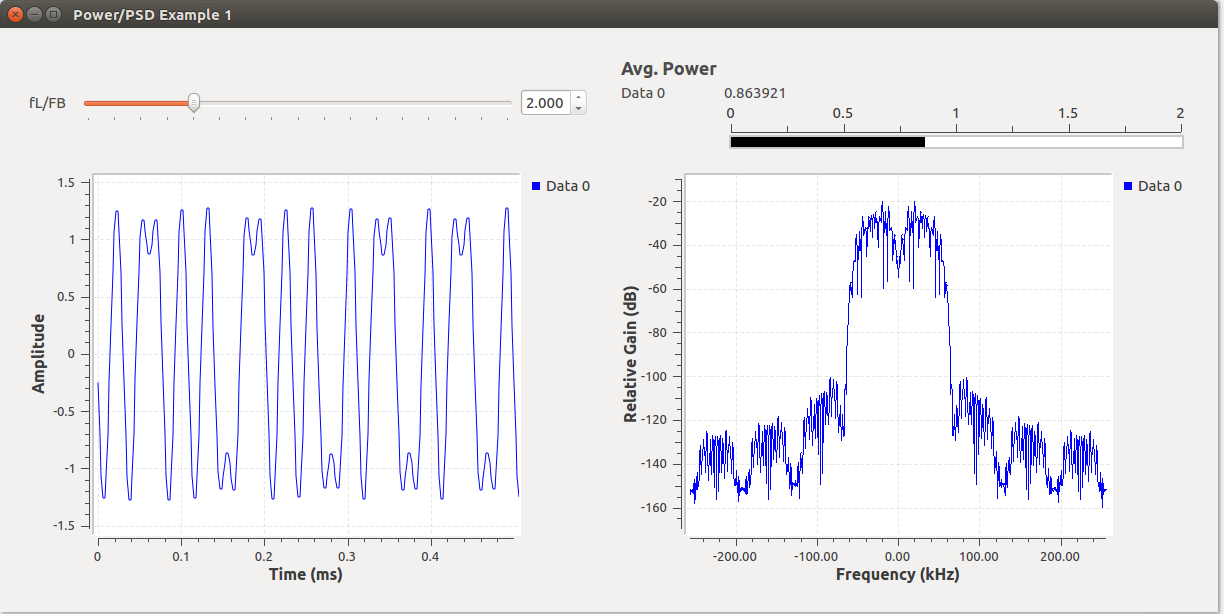 Power/PSD Example 1
fL/FB
2.000
Avg. Power
Data 0 0.863921
0 0.5 1 1.5 2
Amplitude
1.5
1
0.5
0
-0.5
-1
-1.5
0 0.1 0.2 0.3 0.4
Time (ms)
Data 0
Relative Gain (dB)
-20
-40
-60
-80
-100
-120
-140
-160
-200.00 -100.00 0.00 100.00 200.00
Frequency (kHz)
Data 0